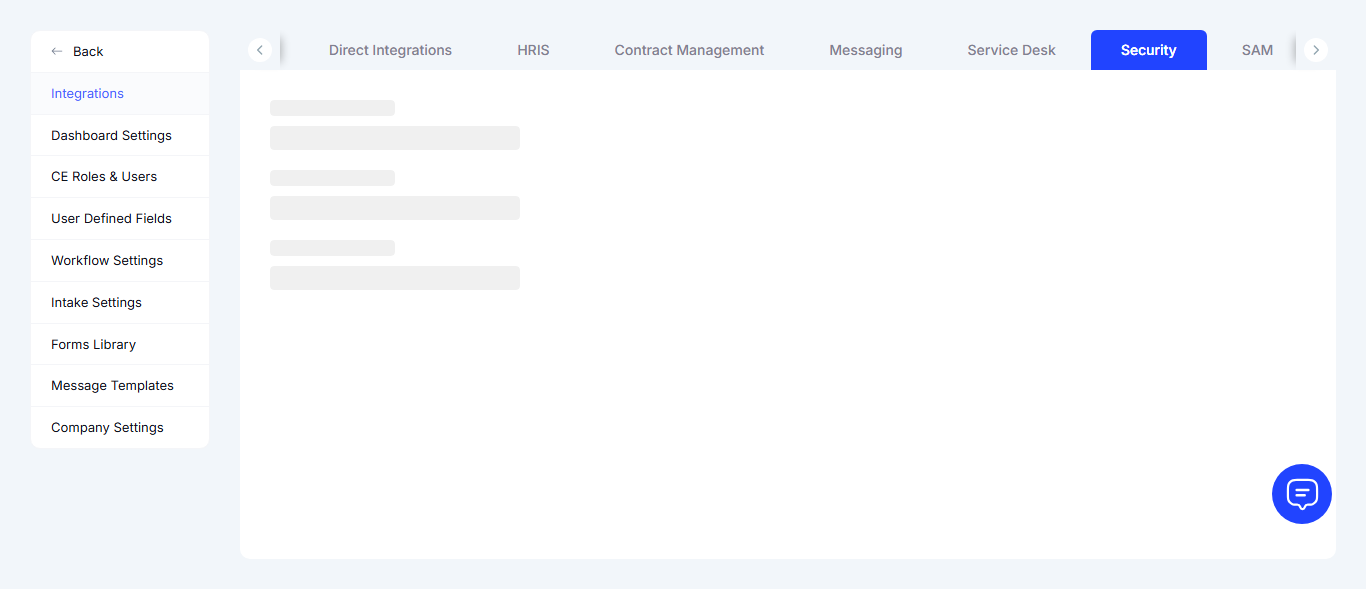 Back
Integrations
Dashboard Settings
CE Roles & Users
User Defined Fields
Workflow Settings
Intake Settings
Forms Library
Message Templates
Company Settings
Direct Integrations HRIS Contract Management Messaging Service Desk Security SAM